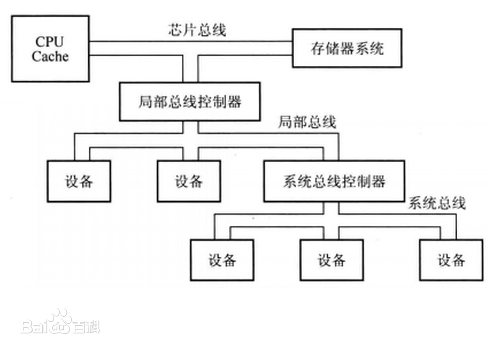 CPU
Cache
芯片总线
存储器系统
局部总线控制器
局部总线
设备
设备
系统总线控制器
系统总线
设备
设备
设备
Bai百科